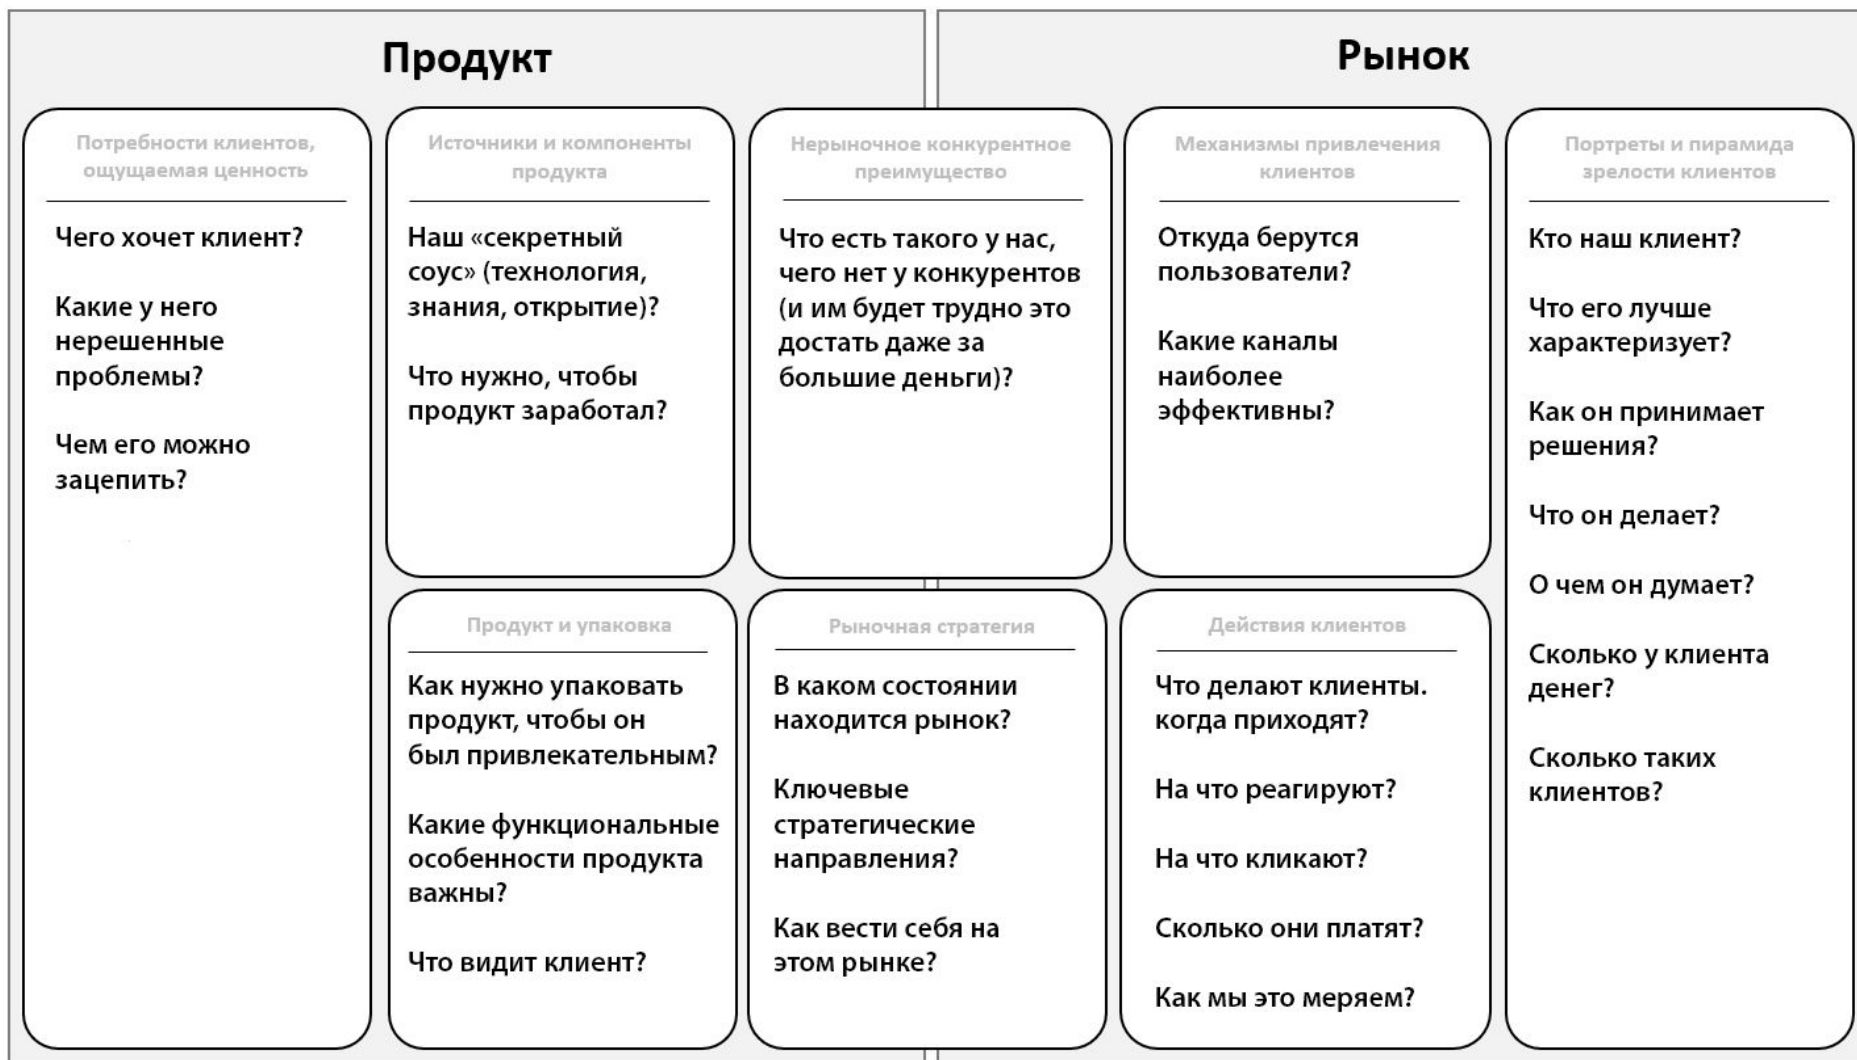 Продукт
Рынок
Потребности клиентов,
ощущаемая ценность
Чего хочет клиент?
Какие у него
нерешенные
проблемы?
Чем его можно
зацепить?
Источники и компоненты
продукта
Наш «секретный
соус» (технология,
знания, открытие)?
Что нужно, чтобы
продукт заработал?
Нерыночное конкурентное
преимущество
Что есть такого у нас,
чего нет у конкурентов
(и им будет трудно это
достать даже за
большие деньги)?
Механизмы привлечения
клиентов
Откуда берутся
пользователи?
Какие каналы
наиболее
эффективны?
Портреты и пирамида
зрелости клиентов
Кто наш клиент?
Что его лучше
характеризует?
Как он принимает
решения?
Что он делает?
О чем он думает?
Сколько у клиента
денег?
Сколько таких
клиентов?
Продукт и упаковка
Как нужно упаковать
продукт, чтобы он
был привлекательным?
Какие функциональные
особенности продукта
важны?
Что видит клиент?
Рыночная стратегия
В каком состоянии
находится рынок?
Ключевые
стратегические
направления?
Как вести себя на
этом рынке?
Действия клиентов
Что делают клиенты.
когда приходят?
На что реагируют?
На что кликают?
Сколько они платят?
Как мы это меряем?